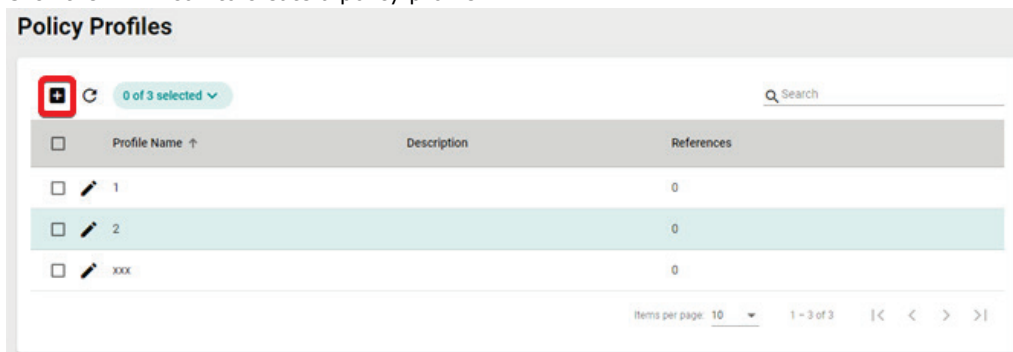 Policy Profiles
0 of 3 selected
Search
Profile Name Description References
1 0
2 0
xxx 0
Items per page: 10 1 – 3 of 3